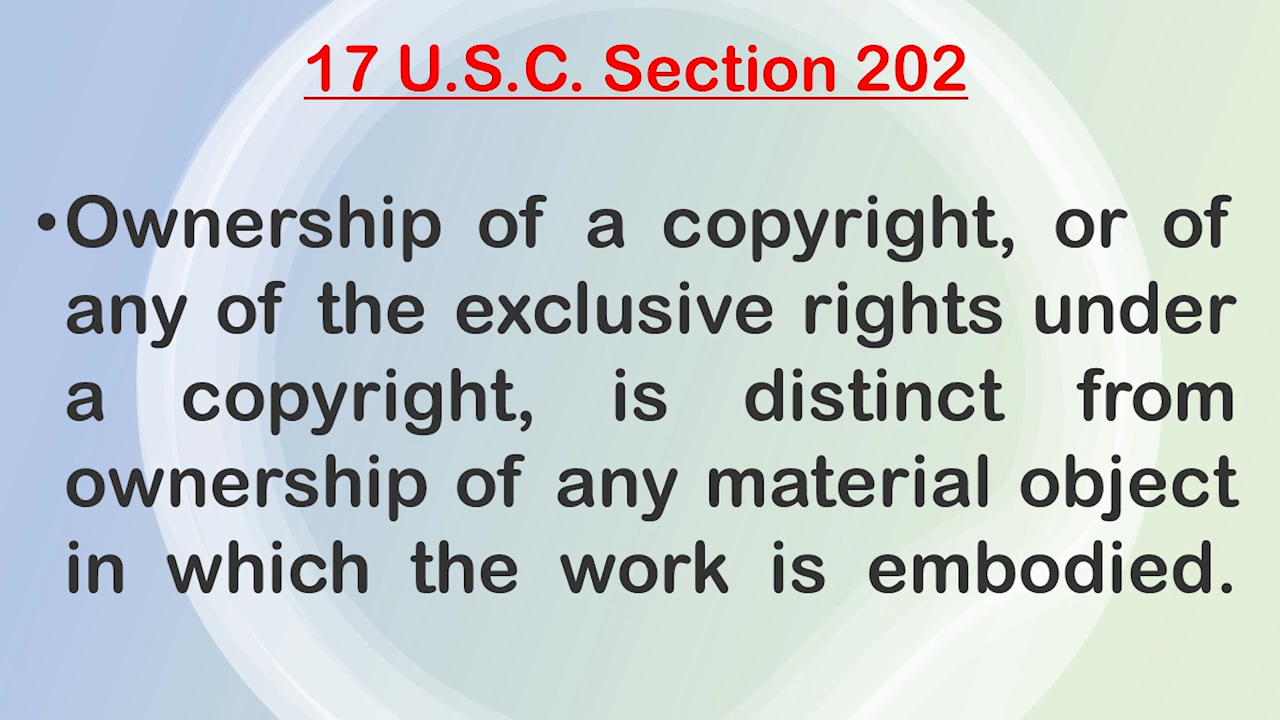 17 U.S.C. Section 202
•Ownership of a copyright, or of
any of the exclusive rights under
a copyright, is distinct from
ownership of any material object
in which the work is embodied.